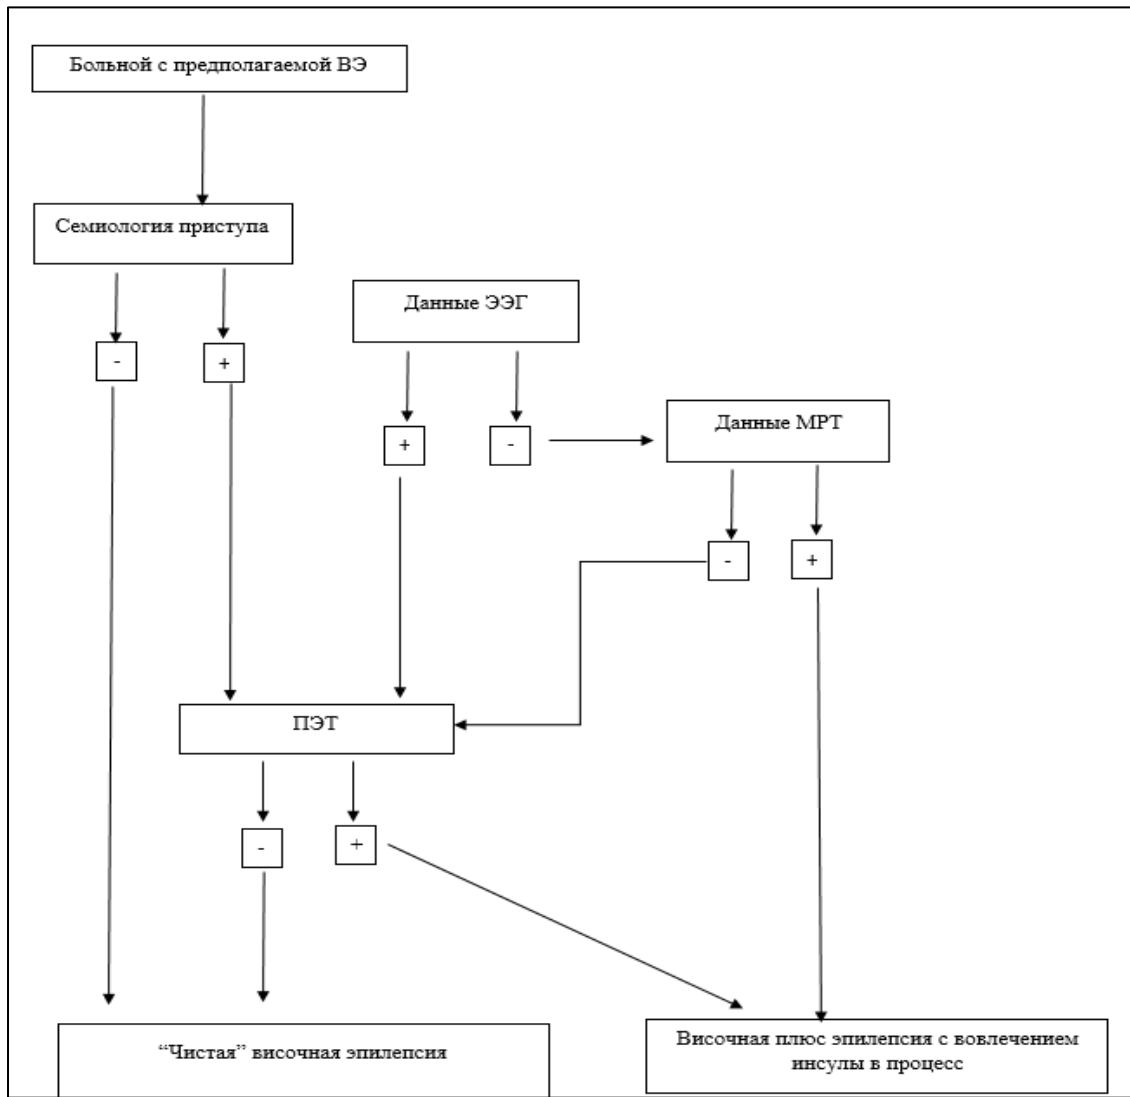 Больной с предполагаемой ВЭ
Семиология приступа
Данные ЭЭГ
-
+
Данные МРТ
+
-
-
+
ПЭТ
-
+
“Чистая” височная эпилепсия
Височная плюс эпилепсия с вовлечением
инсулы в процесс